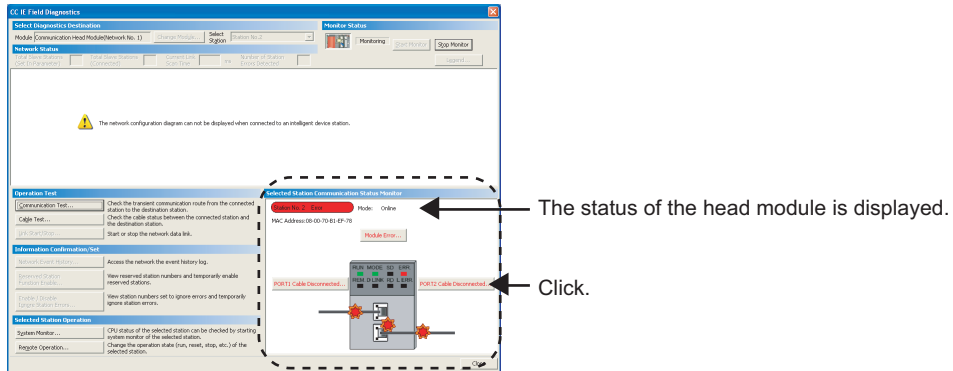 CC IE Field Diagnostics
Select Diagnostics Destination
Module Communication Head Module(Network No. 1) Change Module... Select Station Station No.2
Monitor Status
Monitoring Start Monitor Stop Monitor
Network Status
Total Slave Stations (Set In Parameter) Total Slave Stations (Connected) Current Link Scan Time ms Number of Station Errors Detected
Legend...
The network configuration diagram can not be displayed when connected to an intelligent device station.
Operation Test
Communication Test... Check the transient communication route from the connected station to the destination station.
Cable Test... Check the cable status between the connected station and the destination station.
Link Start/Stop... Start or stop the network data link.
Information Confirmation/Set
Network Event History... Access the network the event history log.
Reserved Station Function Enable... View reserved station numbers and temporarily enable reserved stations.
Enable / Disable Ignore Station Errors... View station numbers set to ignore errors and temporarily ignore station errors.
Selected Station Operation
System Monitor... CPU status of the selected station can be checked by starting system monitor of the selected station.
Remote Operation... Change the operation state (run, reset, stop, etc.) of the selected station.
Selected Station Communication Status Monitor
Station No.2 Error Mode: Online
MAC Address:08-00-70-B1-EF-78
Module Error...
RUN MODE SD ERR.
REM D LINK RD L ERR.
PORT1 Cable Disconnected...
PORT2 Cable Disconnected...
Close
The status of the head module is displayed.
Click.